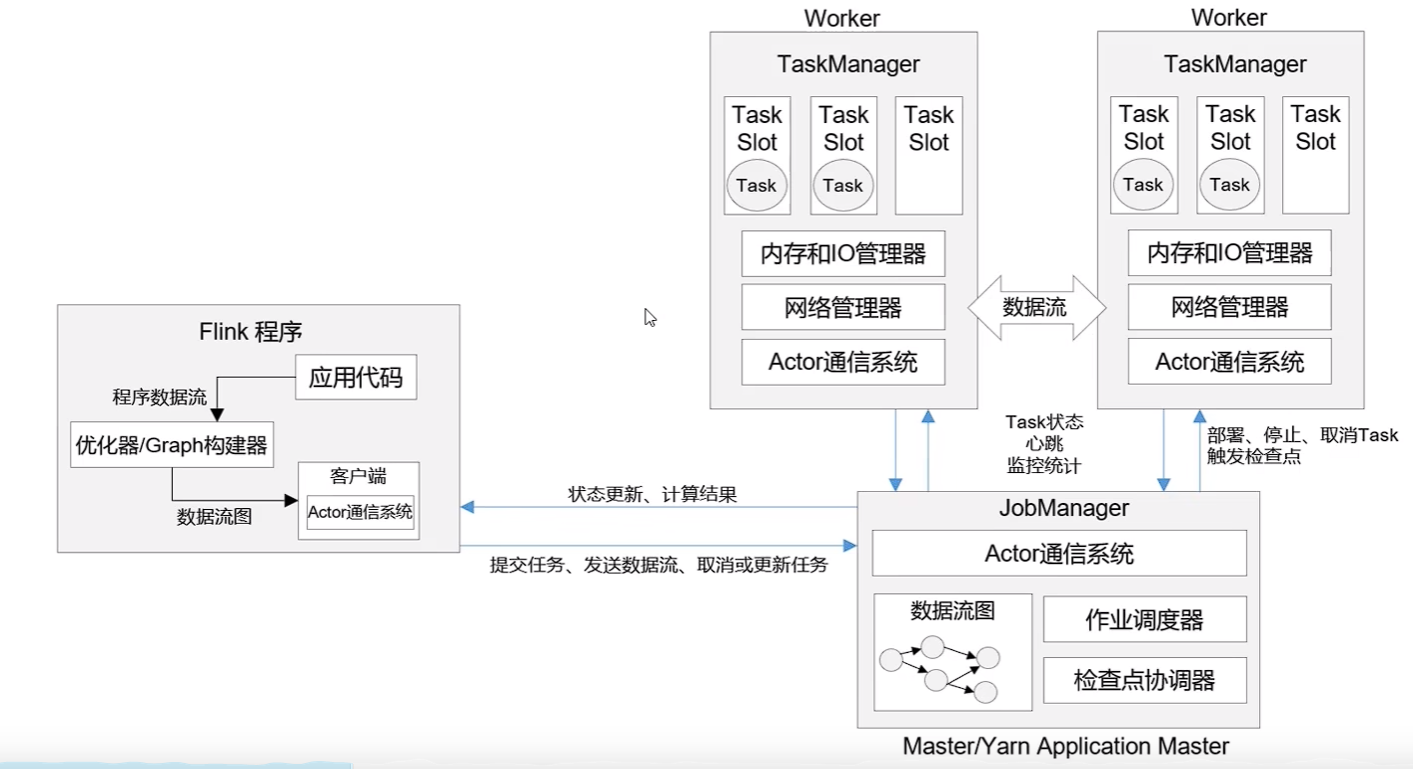 Worker
TaskManager
Task
Slot
Task
Task
Slot
Task
Task
Slot
内存和IO管理器
网络管理器
Actor通信系统
数据流
Worker
TaskManager
Task
Slot
Task
Task
Slot
Task
Task
Slot
内存和IO管理器
网络管理器
Actor通信系统
Flink 程序
应用代码
程序数据流
优化器/Graph构建器
数据流图
客户端
Actor通信系统
状态更新、计算结果
提交任务、发送数据流、取消或更新任务
Task状态
心跳
监控统计
部署、停止、取消Task
触发检查点
JobManager
Actor通信系统
数据流图
作业调度器
检查点协调器
Master/Yarn Application Master